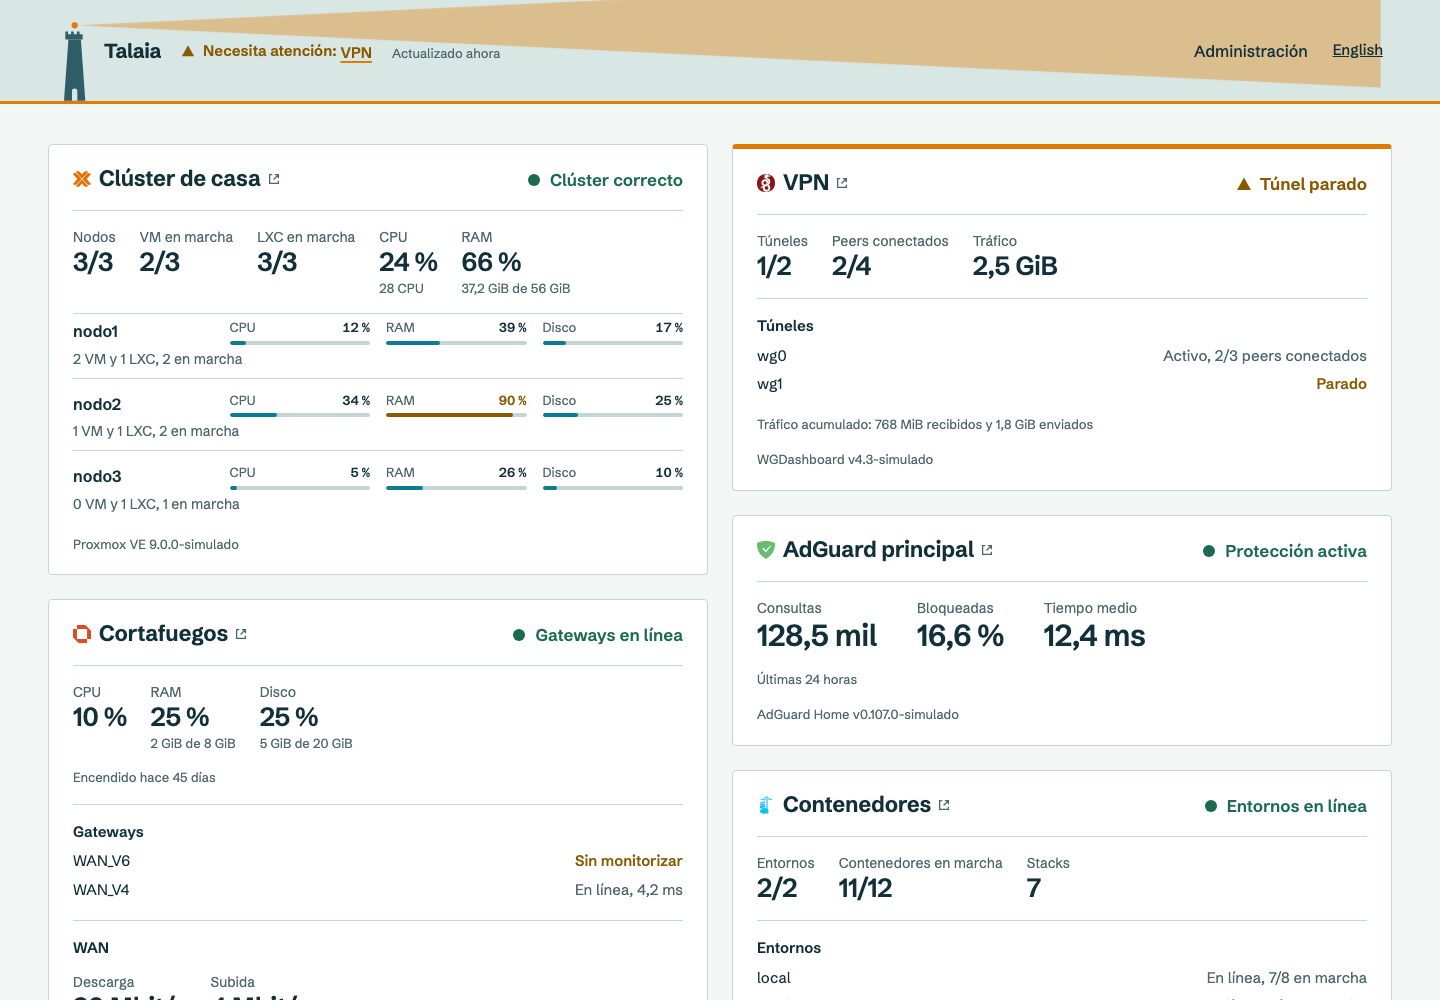 Talaia
Necesita atención: VPN
Actualizado ahora
Administración
English
Clúster de casa
Clúster correcto
Nodos VM en marcha LXC en marcha CPU RAM
3/3 2/3 3/3 24 % 66 %
28 CPU 37,2 GiB de 56 GiB
nodo1 CPU 12 % RAM 39 % Disco 17 %
2 VM y 1 LXC, 2 en marcha
nodo2 CPU 34 % RAM 90 % Disco 25 %
1 VM y 1 LXC, 2 en marcha
nodo3 CPU 5 % RAM 26 % Disco 10 %
0 VM y 1 LXC, 1 en marcha
Proxmox VE 9.0.0-simulado
Cortafuegos
Gateways en línea
CPU RAM Disco
10 % 25 % 25 %
2 GiB de 8 GiB 5 GiB de 20 GiB
Encendido hace 45 días
Gateways
WAN_V6 Sin monitorizar
WAN_V4 En línea, 4,2 ms
WAN
Descarga Subida
VPN
Túnel parado
Túneles Peers conectados Tráfico
1/2 2/4 2,5 GiB
Túneles
wg0 Activo, 2/3 peers conectados
wg1 Parado
Tráfico acumulado: 768 MiB recibidos y 1,8 GiB enviados
WGDashboard v4.3-simulado
AdGuard principal
Protección activa
Consultas Bloqueadas Tiempo medio
128,5 mil 16,6 % 12,4 ms
Últimas 24 horas
AdGuard Home v0.107.0-simulado
Contenedores
Entornos en línea
Entornos Contenedores en marcha Stacks
2/2 11/12 7
Entornos
local En línea, 7/8 en marcha